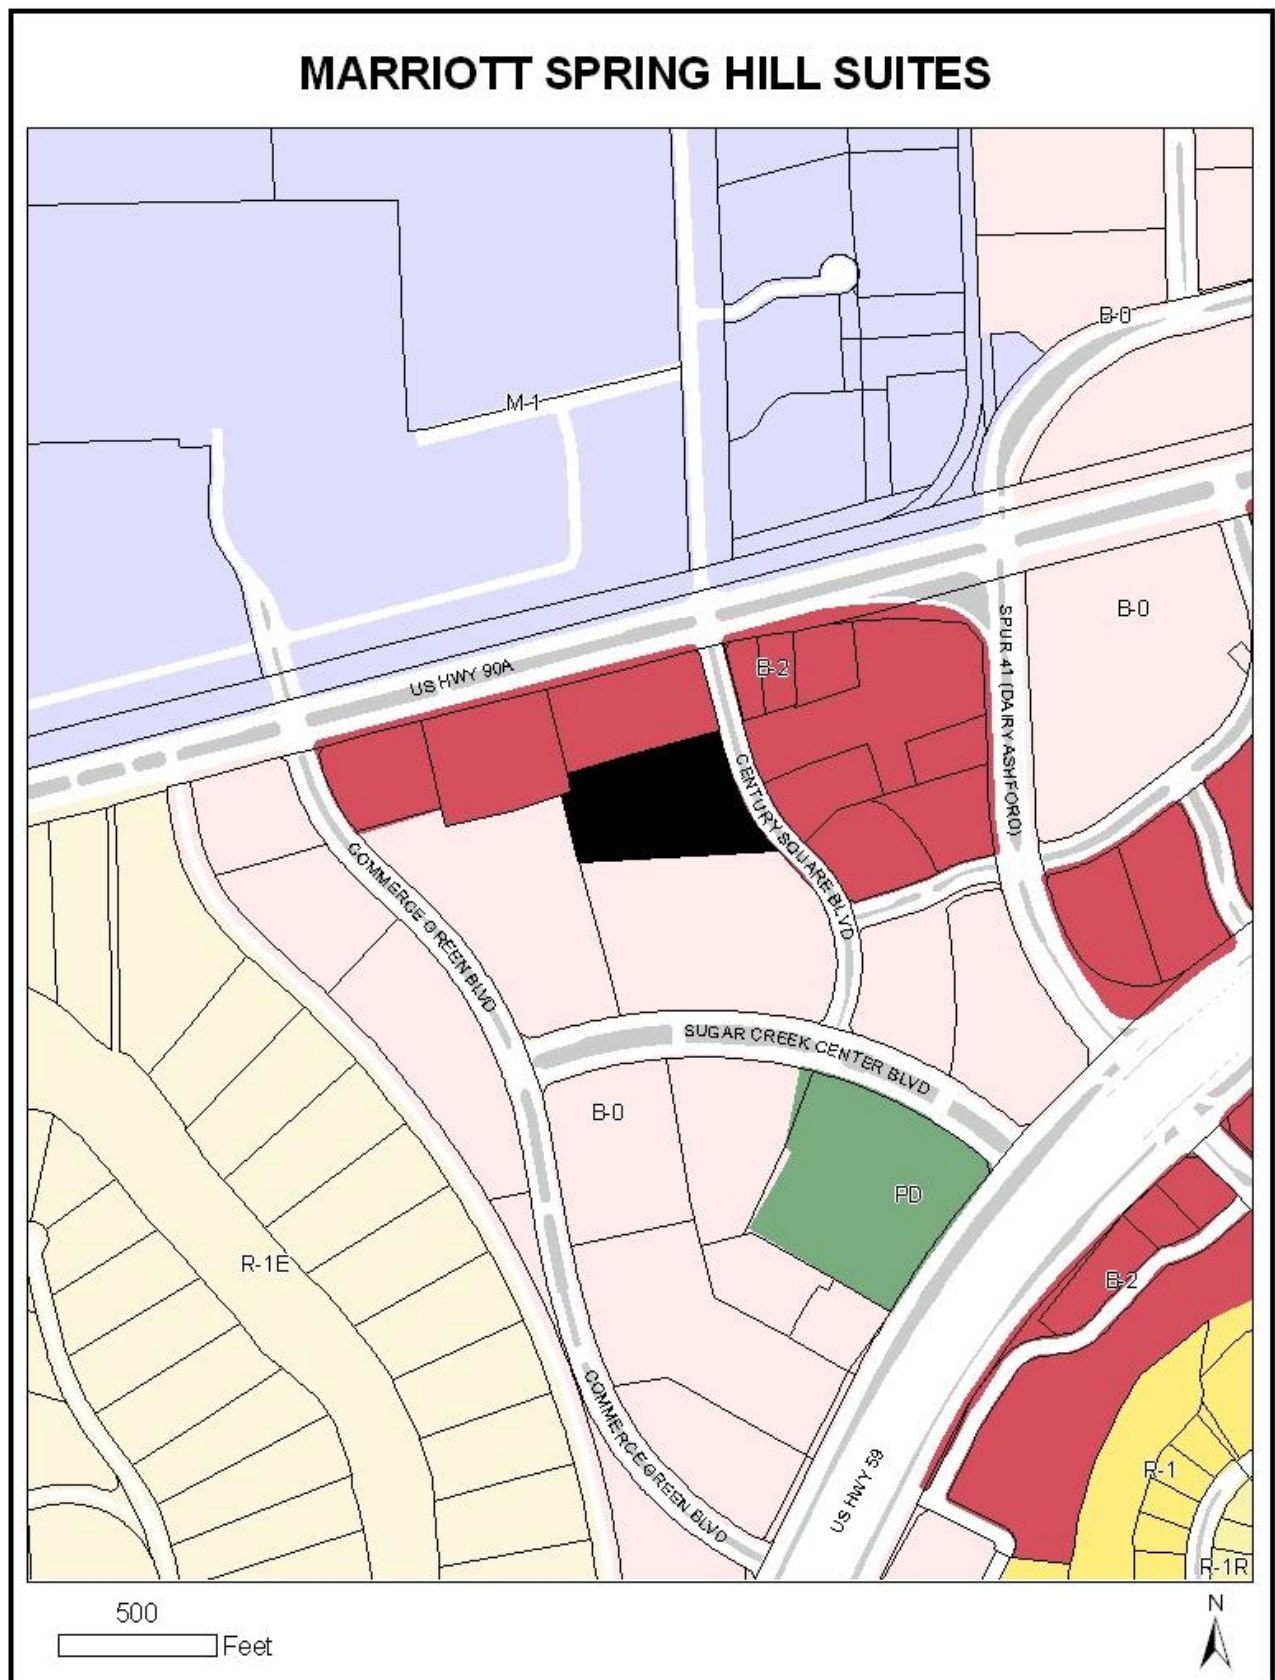 MARRIOTT SPRING HILL SUITES
B-0
M-1
B-0
SPUR 41 (DAIRY ASHFORD)
US HWY 90A
B-2
CENTURY SQUARE BLVD
COMMERCE GREEN BLVD
SUGAR CREEK CENTER BLVD
B-0
PD
R-1E
B-2
COMMERCE GREEN BLVD
US HWY 59
R-1
R-1R
500
Feet
N